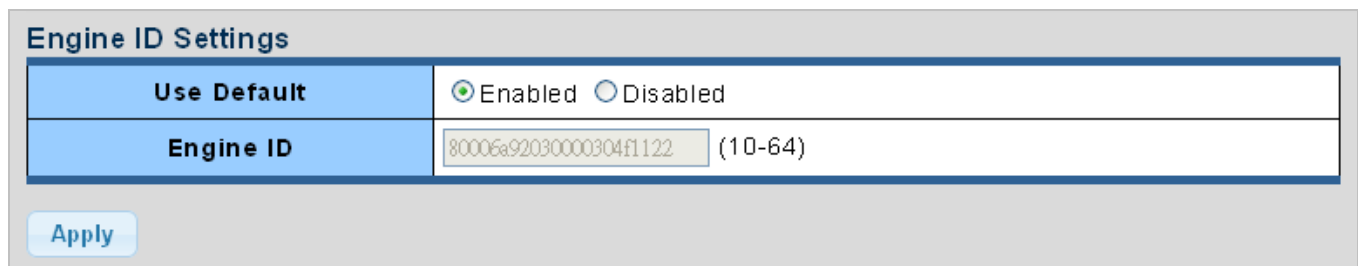 Engine ID Settings
Use Default Enabled Disabled
Engine ID 80006a92030000304f1122 (10-64)
Apply